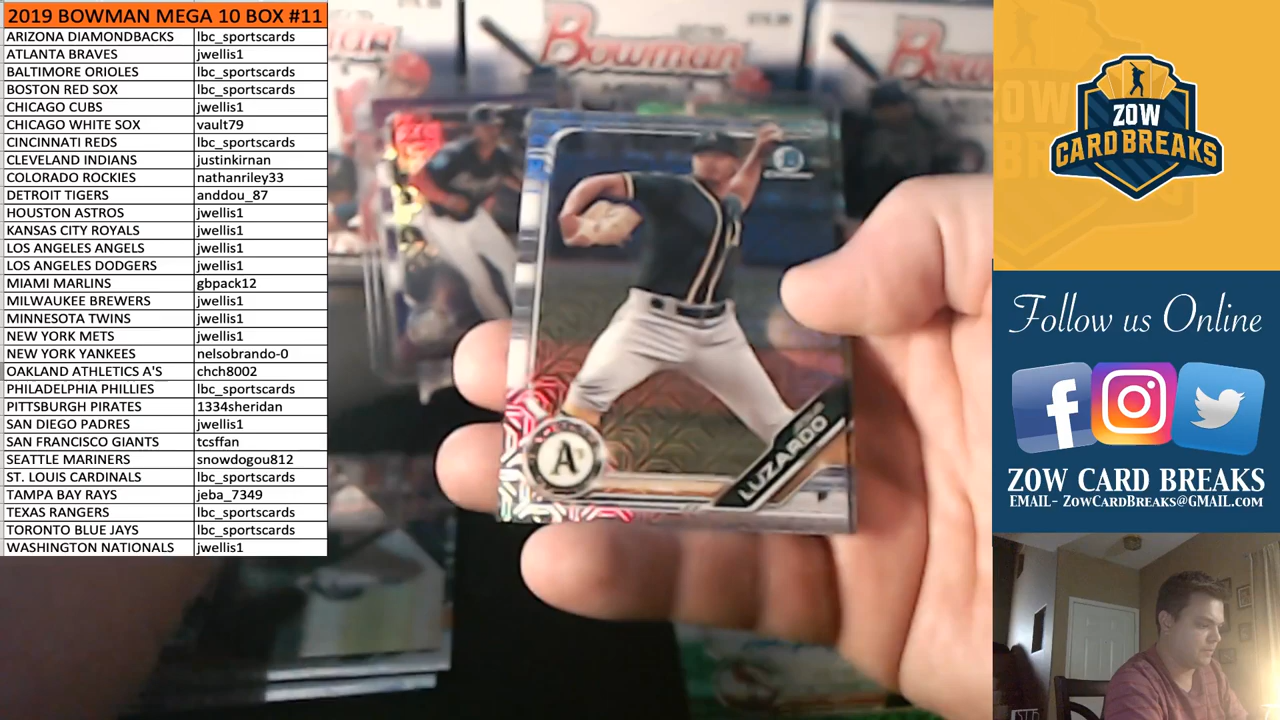 2019 BOWMAN MEGA 10 BOX #11
ARIZONA DIAMONDBACKS lbc_sportscards
ATLANTA BRAVES jwellis1
BALTIMORE ORIOLES lbc_sportscards
BOSTON RED SOX lbc_sportscards
CHICAGO CUBS jwellis1
CHICAGO WHITE SOX vault79
CINCINNATI REDS lbc_sportscards
CLEVELAND INDIANS justinkirnan
COLORADO ROCKIES nathanriley33
DETROIT TIGERS anddou_87
HOUSTON ASTROS jwellis1
KANSAS CITY ROYALS jwellis1
LOS ANGELES ANGELS jwellis1
LOS ANGELES DODGERS jwellis1
MIAMI MARLINS gbpack12
MILWAUKEE BREWERS jwellis1
MINNESOTA TWINS jwellis1
NEW YORK METS jwellis1
NEW YORK YANKEES nelsobrando-0
OAKLAND ATHLETICS A'S chch8002
PHILADELPHIA PHILLIES lbc_sportscards
PITTSBURGH PIRATES 1334sheridan
SAN DIEGO PADRES jwellis1
SAN FRANCISCO GIANTS tcsffan
SEATTLE MARINERS snowdogou812
ST. LOUIS CARDINALS lbc_sportscards
TAMPA BAY RAYS jeba_7349
TEXAS RANGERS lbc_sportscards
TORONTO BLUE JAYS lbc_sportscards
WASHINGTON NATIONALS jwellis1
Bowman
A's
LUZARDO
ZOW
CARD BREAKS
Follow us Online
ZOW CARD BREAKS
EMAIL- ZOWCARDBREAKS@GMAIL.COM